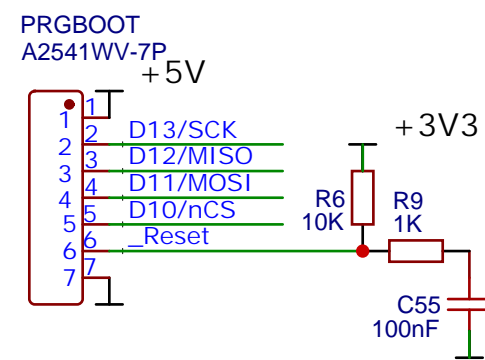 PRGBOOT
A2541WV-7P
+5V
1 1
2 2 D13/SCK
3 3 D12/MISO
4 4 D11/MOSI
5 5 D10/nCS
6 6 _Reset
7 7
+3V3
R6
10K
R9
1K
C55
100nF